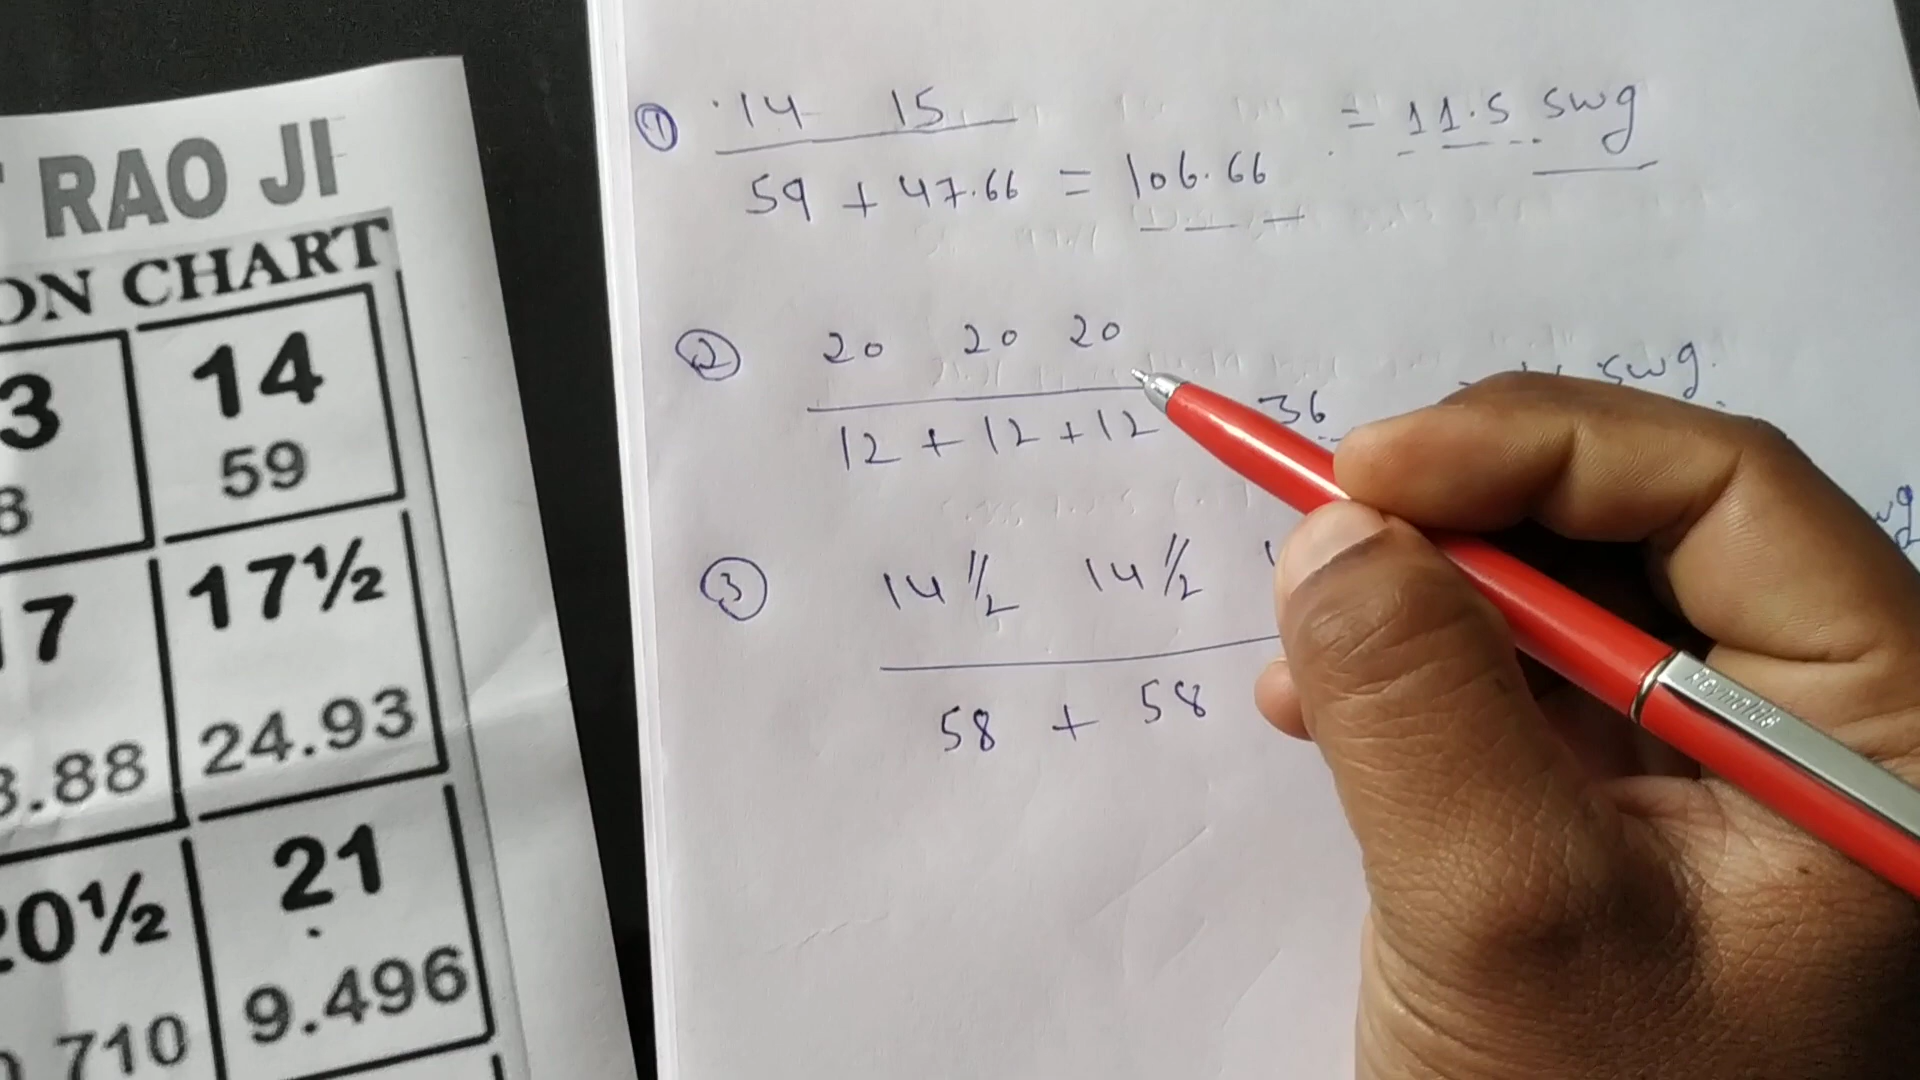 RAO JI
ON CHART
3 14
8 59
17 17½
3.88 24.93
20½ 21
710 9.496
① 14 15
59 + 47.66 = 106.66 = 11.5 swg
② 20 20 20
12 + 12 + 12 36 swg.
③ 14½ 14½
58 + 58
Reynolds